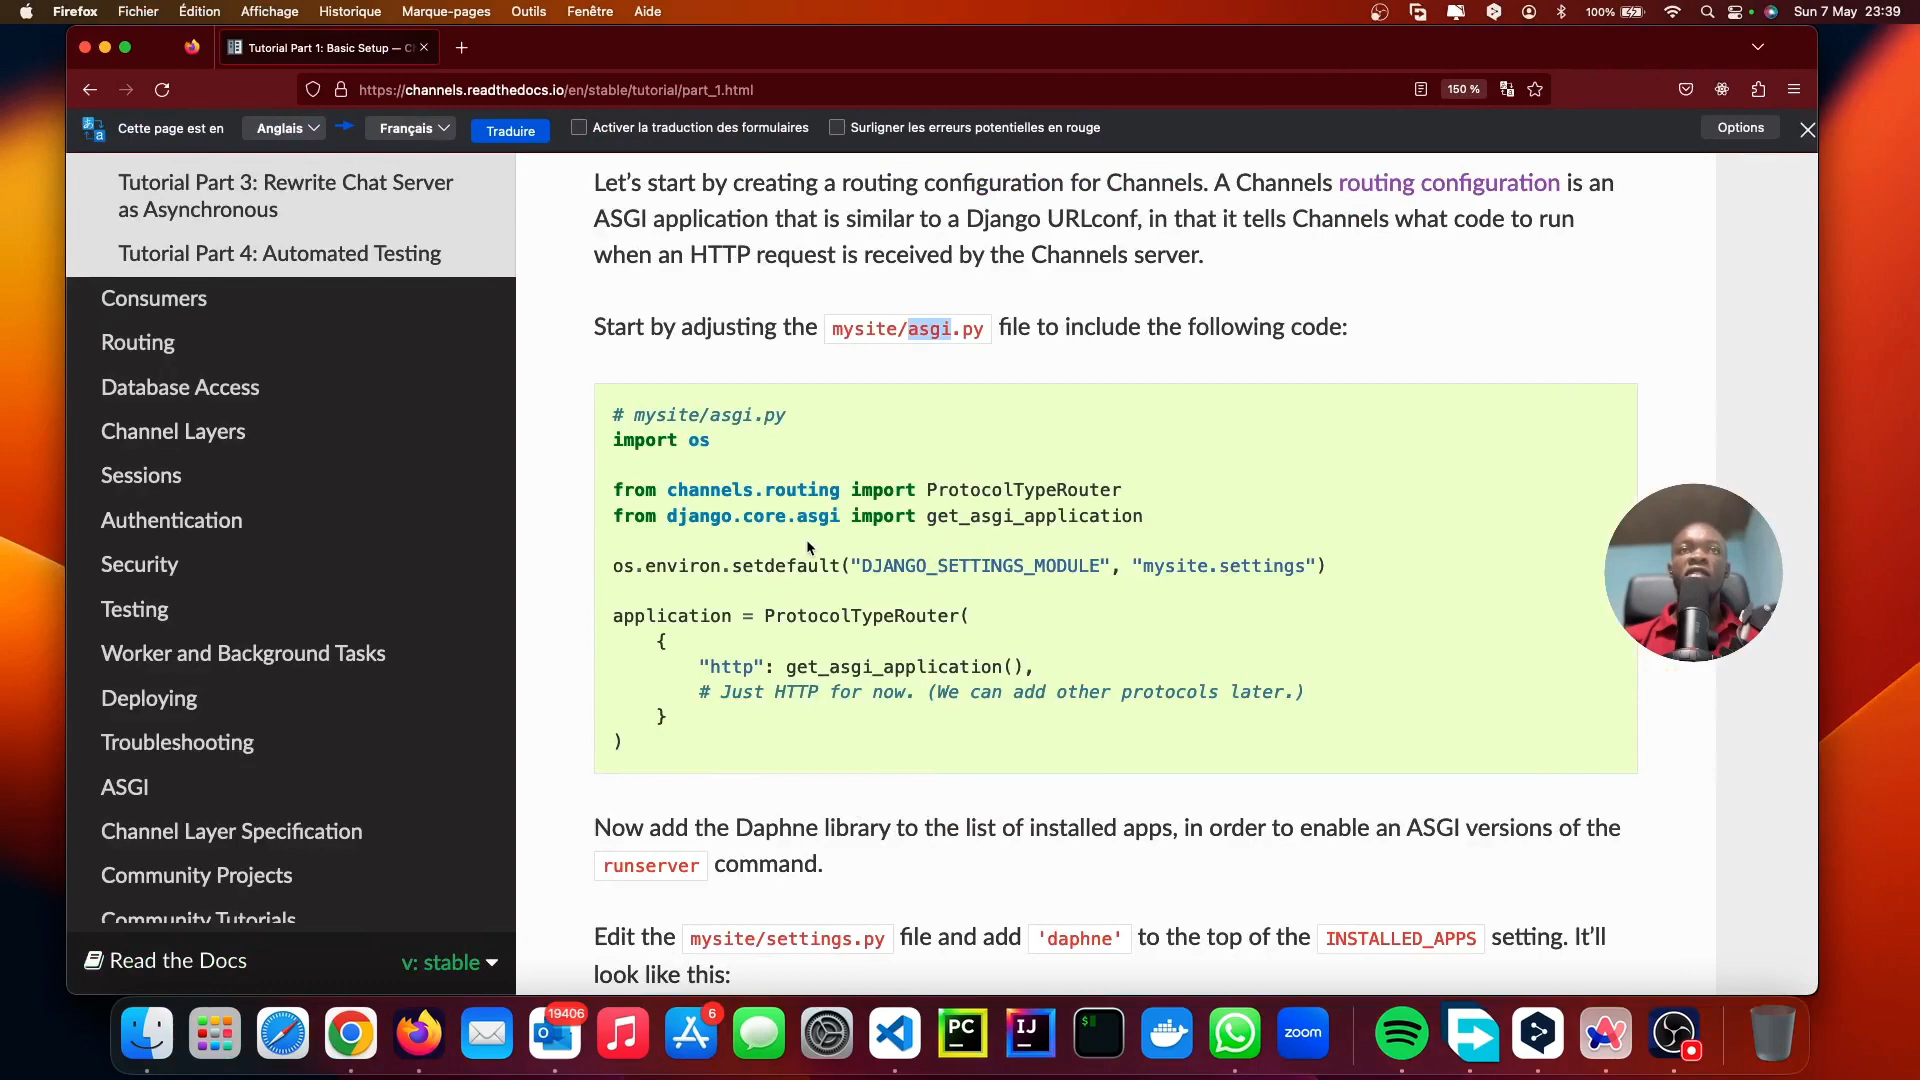 Firefox Fichier Édition Affichage Historique Marque-pages Outils Fenêtre Aide 100% Sun 7 May 23:39
Tutorial Part 1: Basic Setup — C
https://channels.readthedocs.io/en/stable/tutorial/part_1.html 150 %
Cette page est en Anglais Français Traduire Activer la traduction des formulaires Surligner les erreurs potentielles en rouge Options
Tutorial Part 3: Rewrite Chat Server
as Asynchronous
Tutorial Part 4: Automated Testing
Consumers
Routing
Database Access
Channel Layers
Sessions
Authentication
Security
Testing
Worker and Background Tasks
Deploying
Troubleshooting
ASGI
Channel Layer Specification
Community Projects
Community Tutorials
Read the Docs v: stable
Let’s start by creating a routing configuration for Channels. A Channels routing configuration is an
ASGI application that is similar to a Django URLconf, in that it tells Channels what code to run
when an HTTP request is received by the Channels server.
Start by adjusting the mysite/asgi.py file to include the following code:
# mysite/asgi.py
import os
from channels.routing import ProtocolTypeRouter
from django.core.asgi import get_asgi_application
os.environ.setdefault("DJANGO_SETTINGS_MODULE", "mysite.settings")
application = ProtocolTypeRouter(
{
"http": get_asgi_application(),
# Just HTTP for now. (We can add other protocols later.)
}
)
Now add the Daphne library to the list of installed apps, in order to enable an ASGI versions of the
runserver command.
Edit the mysite/settings.py file and add 'daphne' to the top of the INSTALLED_APPS setting. It’ll
look like this:
19406
6
PC
IJ
$
zoom